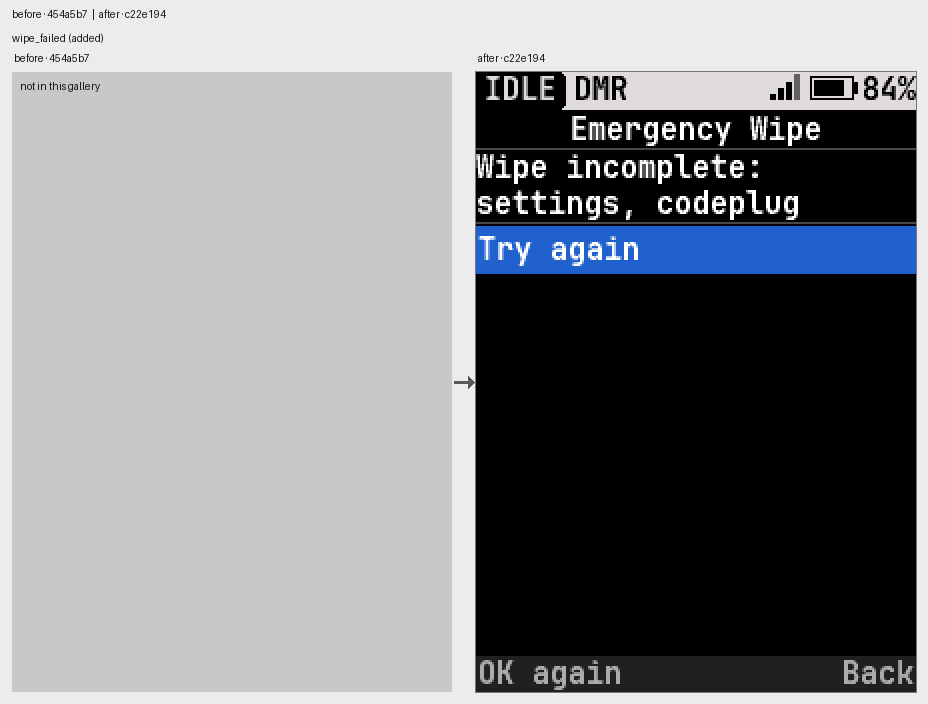 before · 454a5b7 | after · c22e194
wipe_failed (added)
before · 454a5b7
not in this gallery
after · c22e194
IDLE DMR 84%
Emergency Wipe
Wipe incomplete:
settings, codeplug
Try again
OK again Back